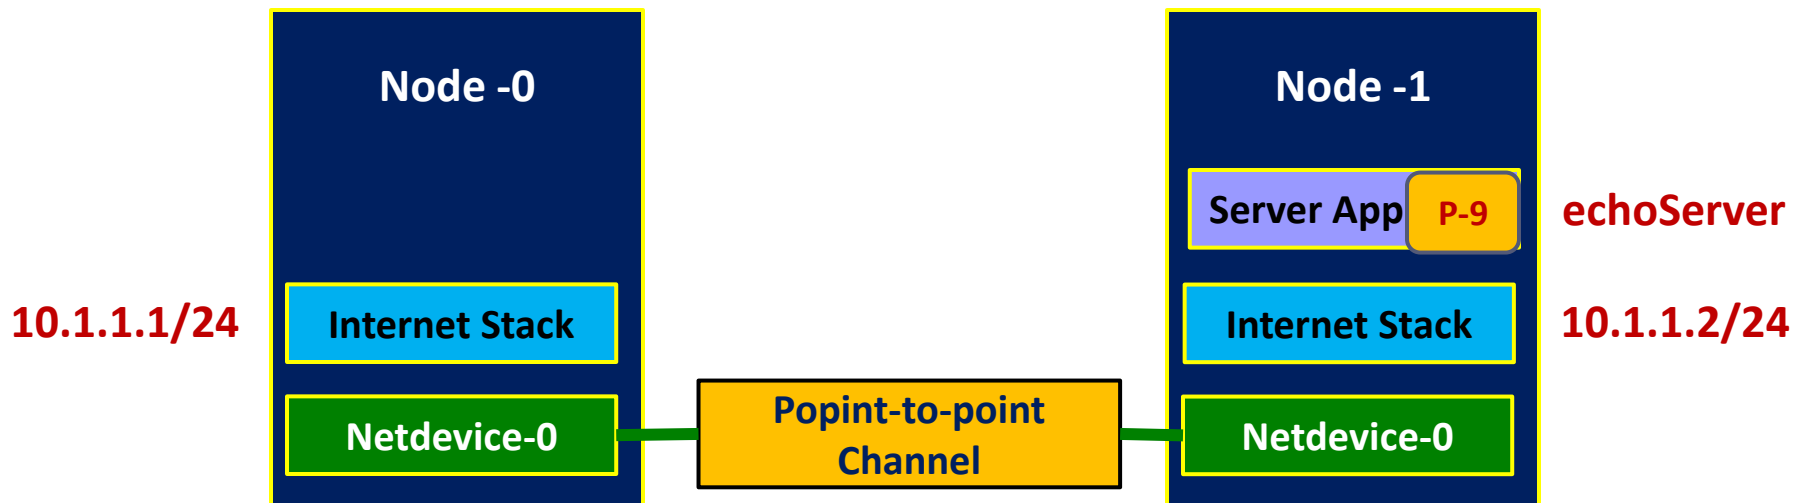 Node -0
Node -1
Server App
P-9
echoServer
10.1.1.1/24
Internet Stack
Internet Stack
10.1.1.2/24
Netdevice-0
Popint-to-point
Channel
Netdevice-0